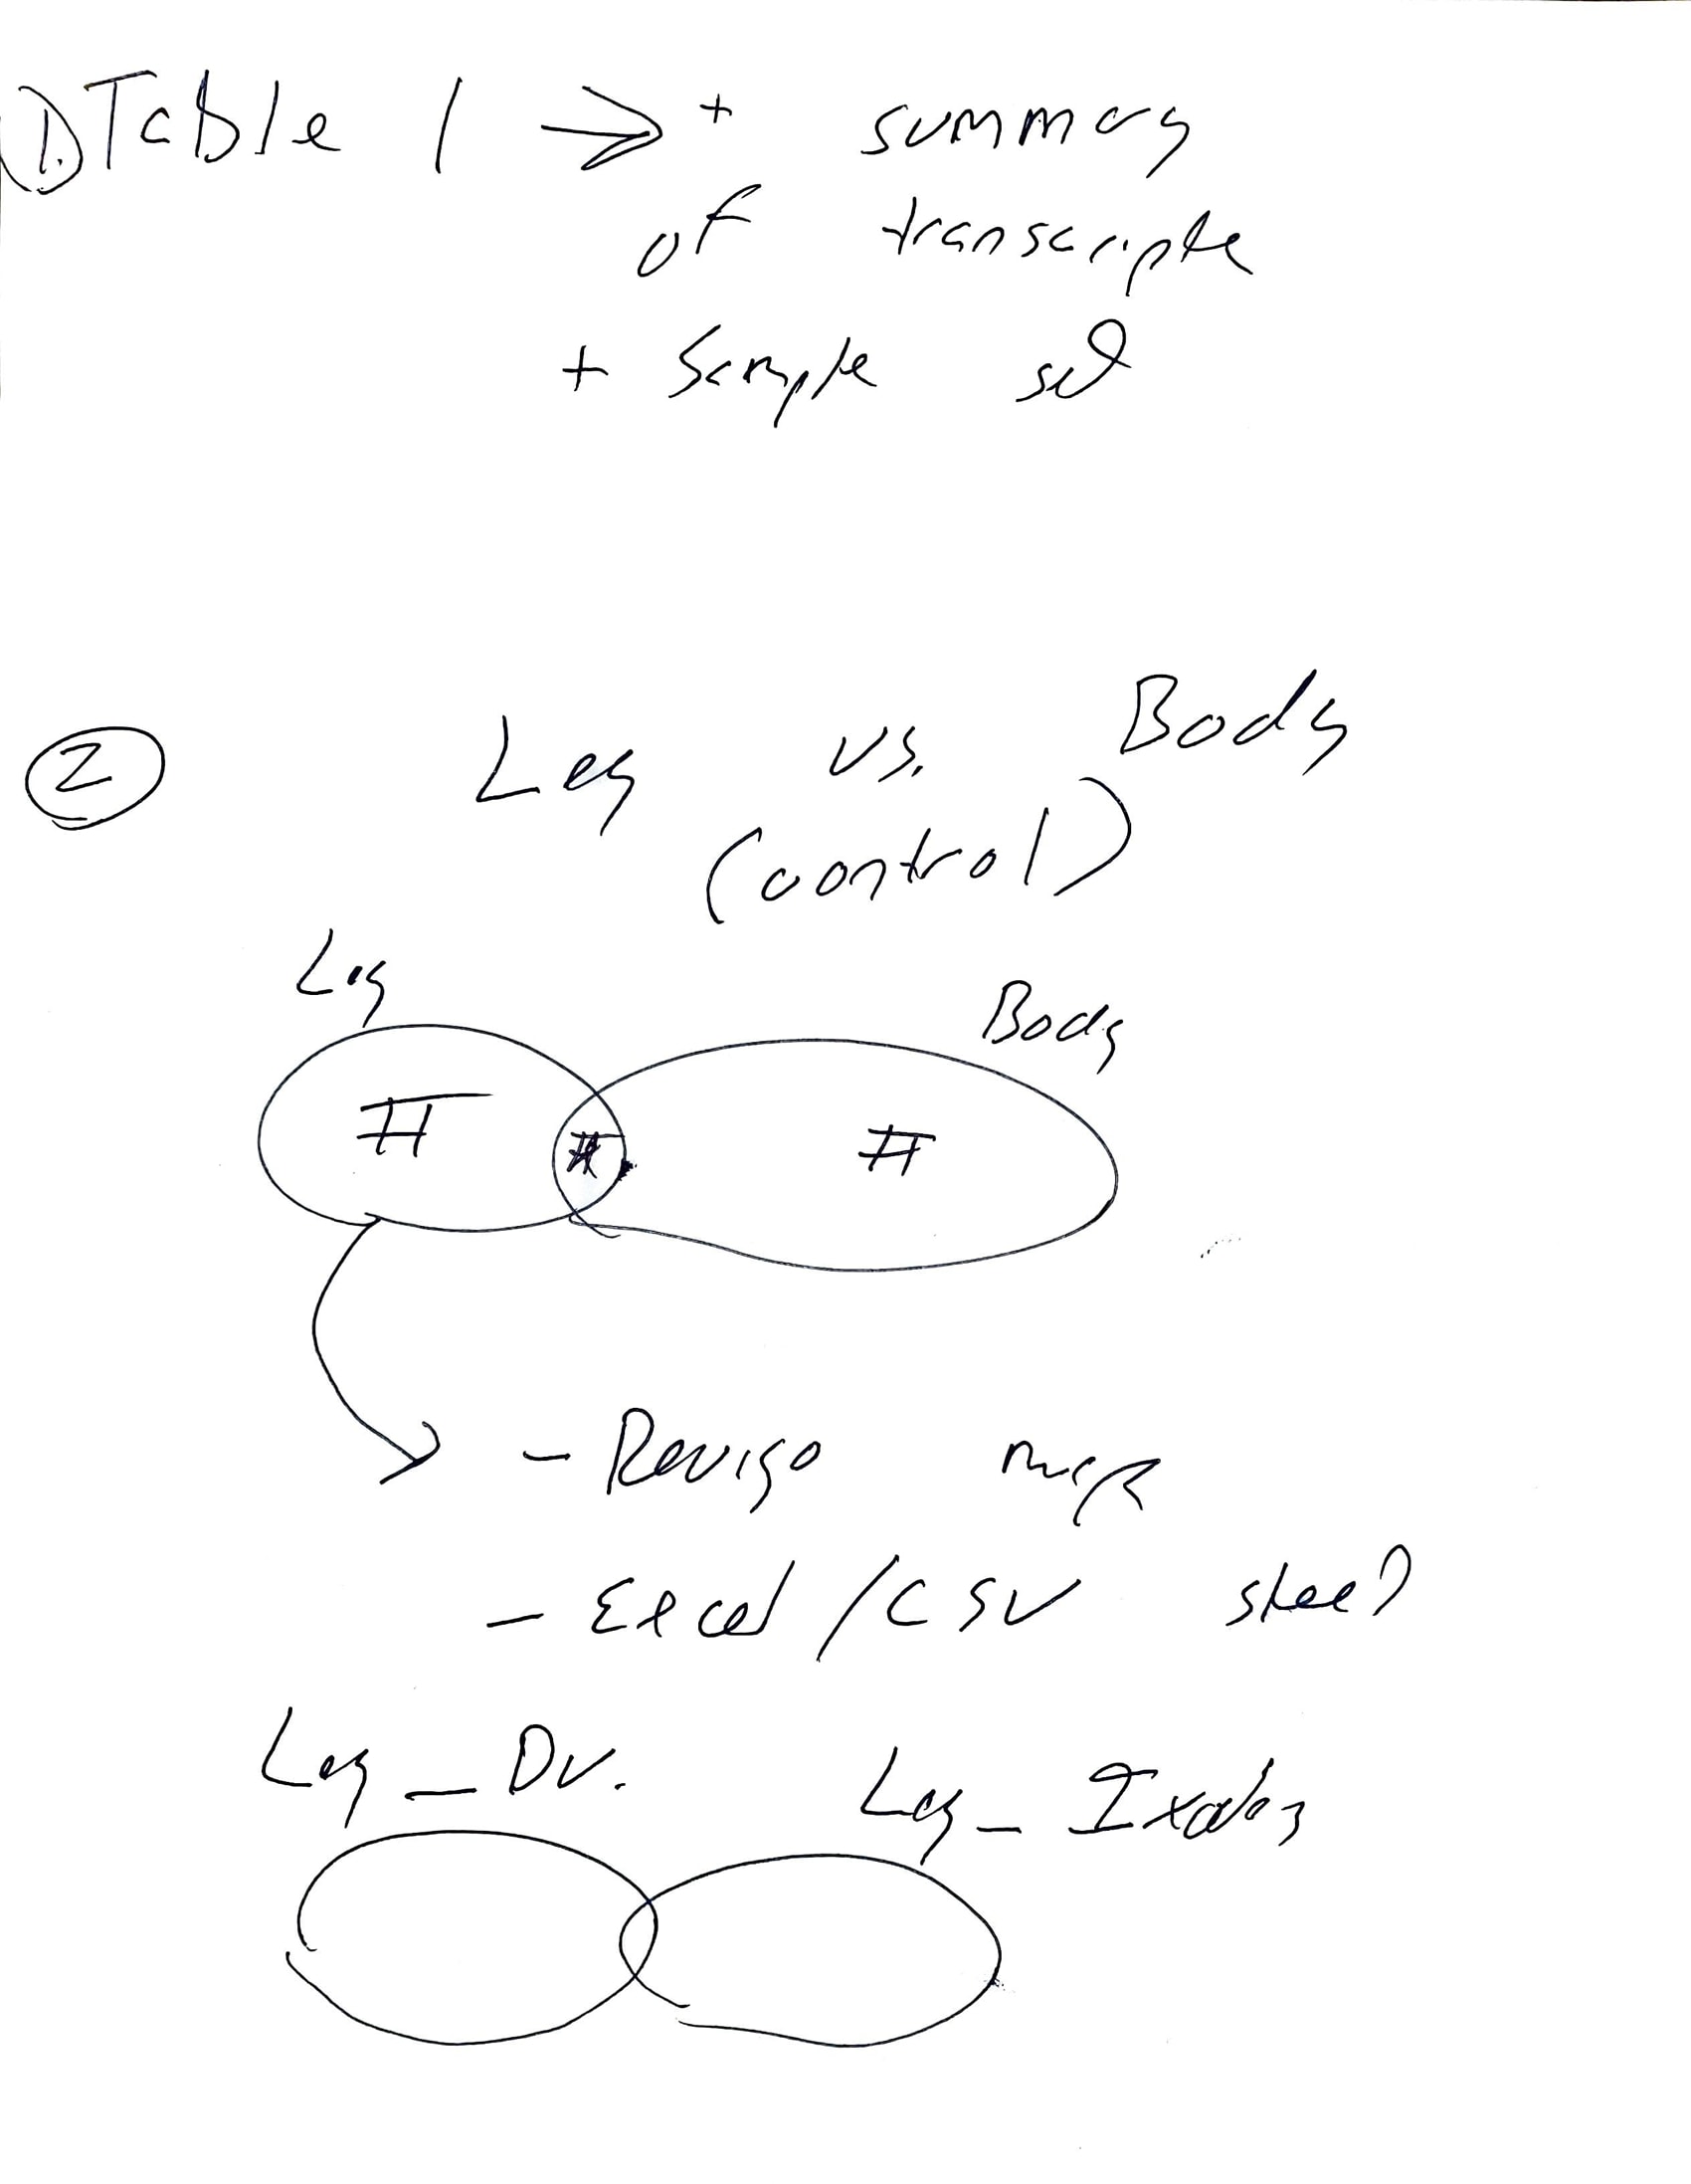 ① Table 1 → + summary
of transcripts
+ Sample set
② Leg vs. Body
(control)
Leg Body
# # #
- Revigo map
- Excel/CSV sheet
Leg_DV. Leg_Ixodes